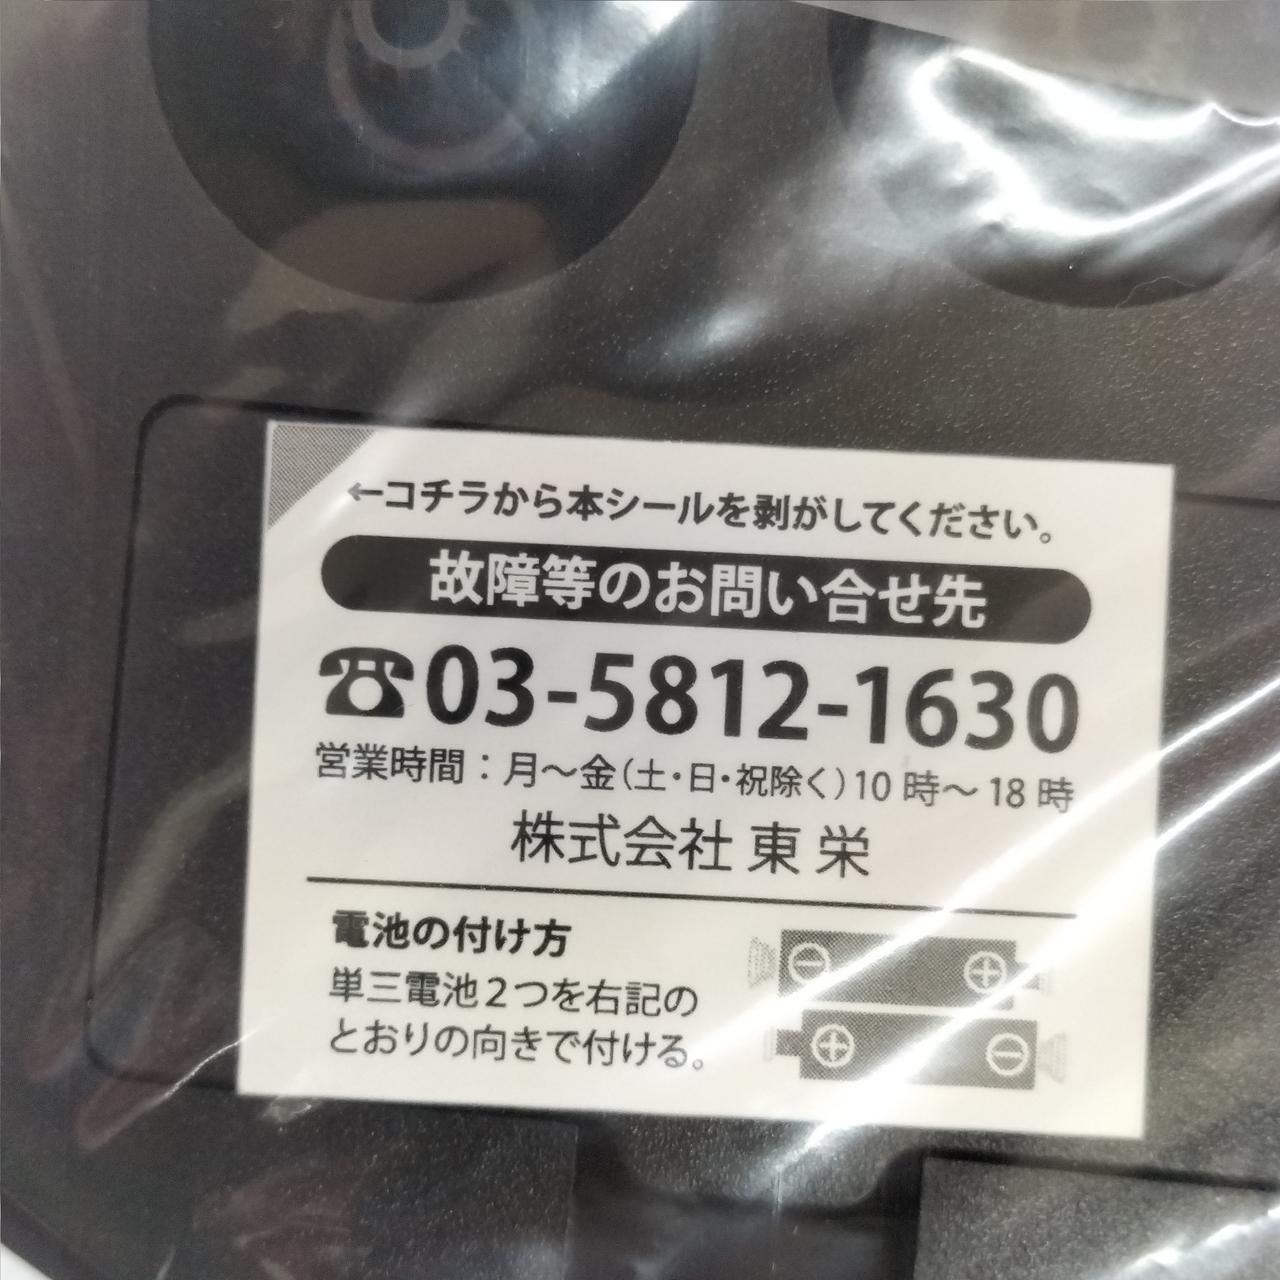 ←コチラから本シールを剥がしてください。
故障等のお問い合せ先
☎03-5812-1630
営業時間：月～金（土・日・祝除く）10時～18時
株式会社 東栄
電池の付け方
単三電池２つを右記の
とおりの向きで付ける。
⊖ ⊕
⊕ ⊖